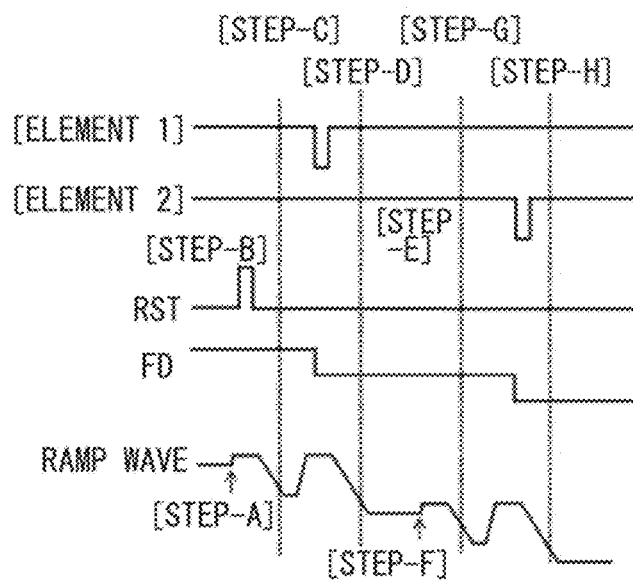 [STEP-C] [STEP-G]
[STEP-D] [STEP-H]
[ELEMENT 1]
[ELEMENT 2]
[STEP
-E]
[STEP-B]
RST
FD
RAMP WAVE
[STEP-A]
[STEP-F]